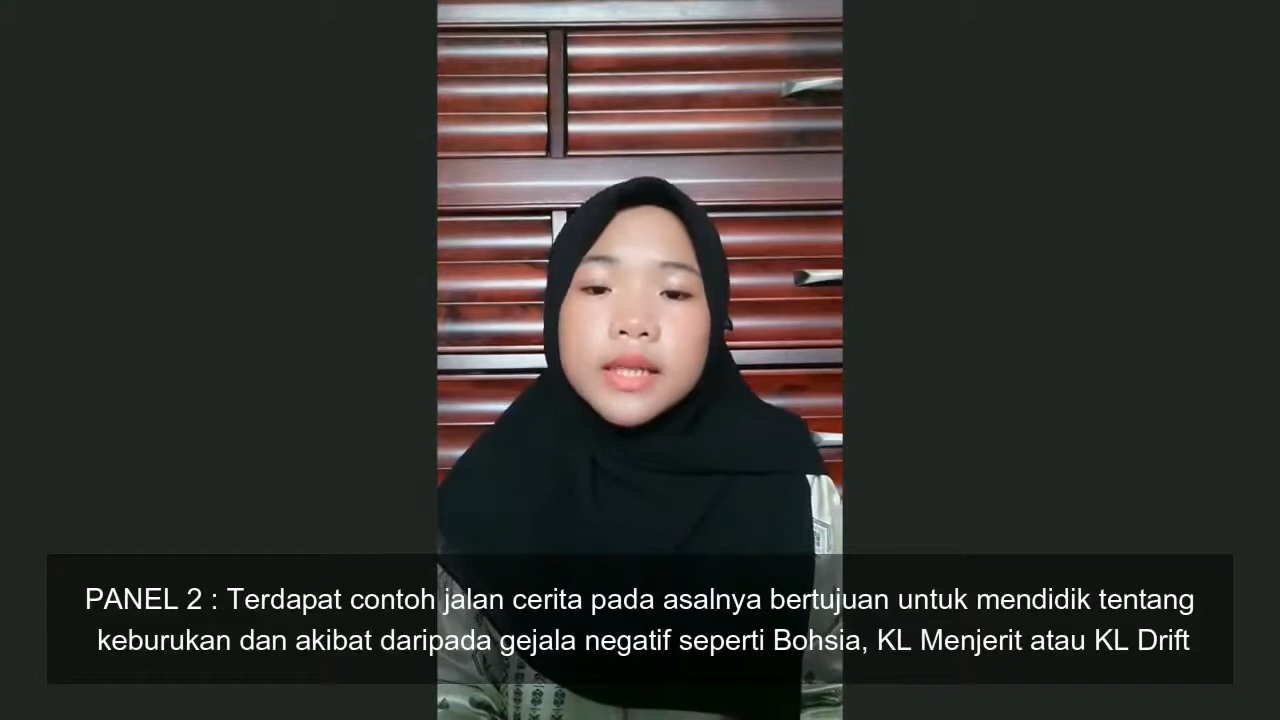 PANEL 2 : Terdapat contoh jalan cerita pada asalnya bertujuan untuk mendidik tentang
keburukan dan akibat daripada gejala negatif seperti Bohsia, KL Menjerit atau KL Drift